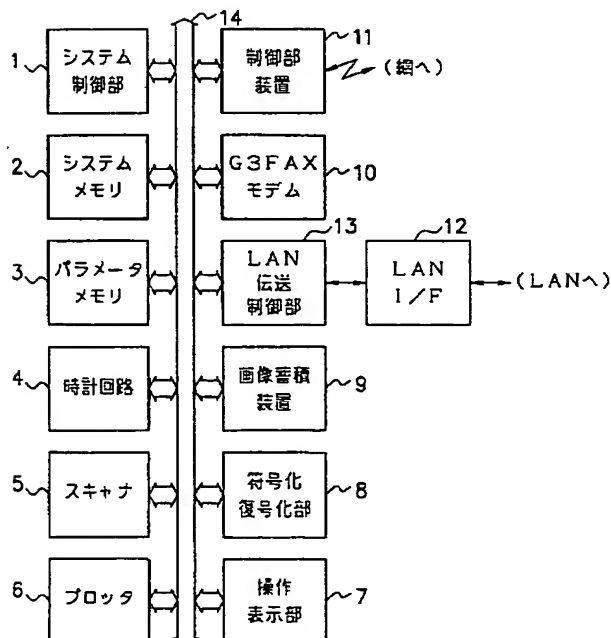 14
1
システム
制御部
11
制御部
装置
(網へ)
2
システム
メモリ
G3FAX
モデム
10
3
パラメータ
メモリ
13
LAN
伝送
制御部
12
LAN
I/F
(LANへ)
4
時計回路
画像蓄積
装置
9
5
スキャナ
符号化
復号化部
8
6
プロッタ
操作
表示部
7